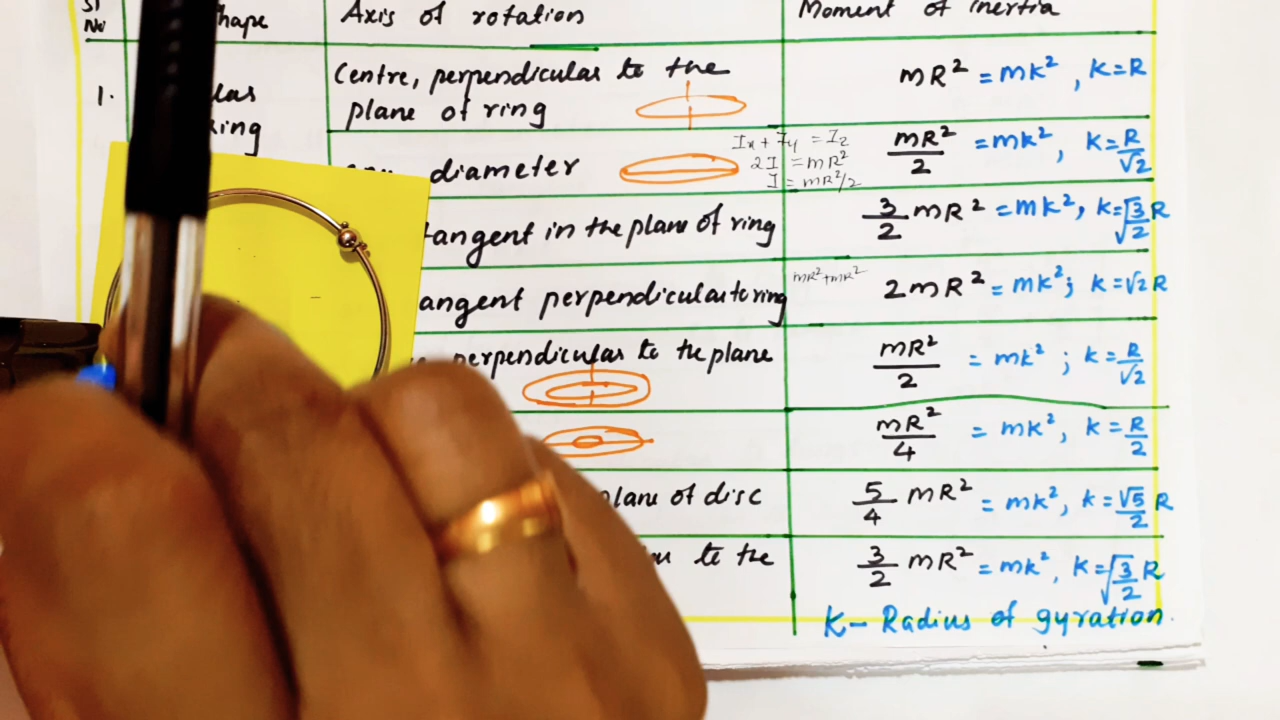 Sl No
hape
Axis of rotation
Moment of inertia
1.
Centre, perpendicular to the plane of ring
mR² = mk², k=R
ring
diameter
Ix + Iy = Iz
2I = mR²
I = mR²/2
mR²/2 = mk², k=R/√2
tangent in the plane of ring
3/2 mR² = mk², k=√3/2 R
angent perpendicular to ring
mR²+mR²
2mR² = mk²; k=√2R
perpendicular to the plane
mR²/2 = mk²; k=R/√2
mR²/4 = mk², k=R/2
plane of disc
5/4 mR² = mk², k=√5/2 R
to the
3/2 mR² = mk², k=√3/2 R
K- Radius of gyration